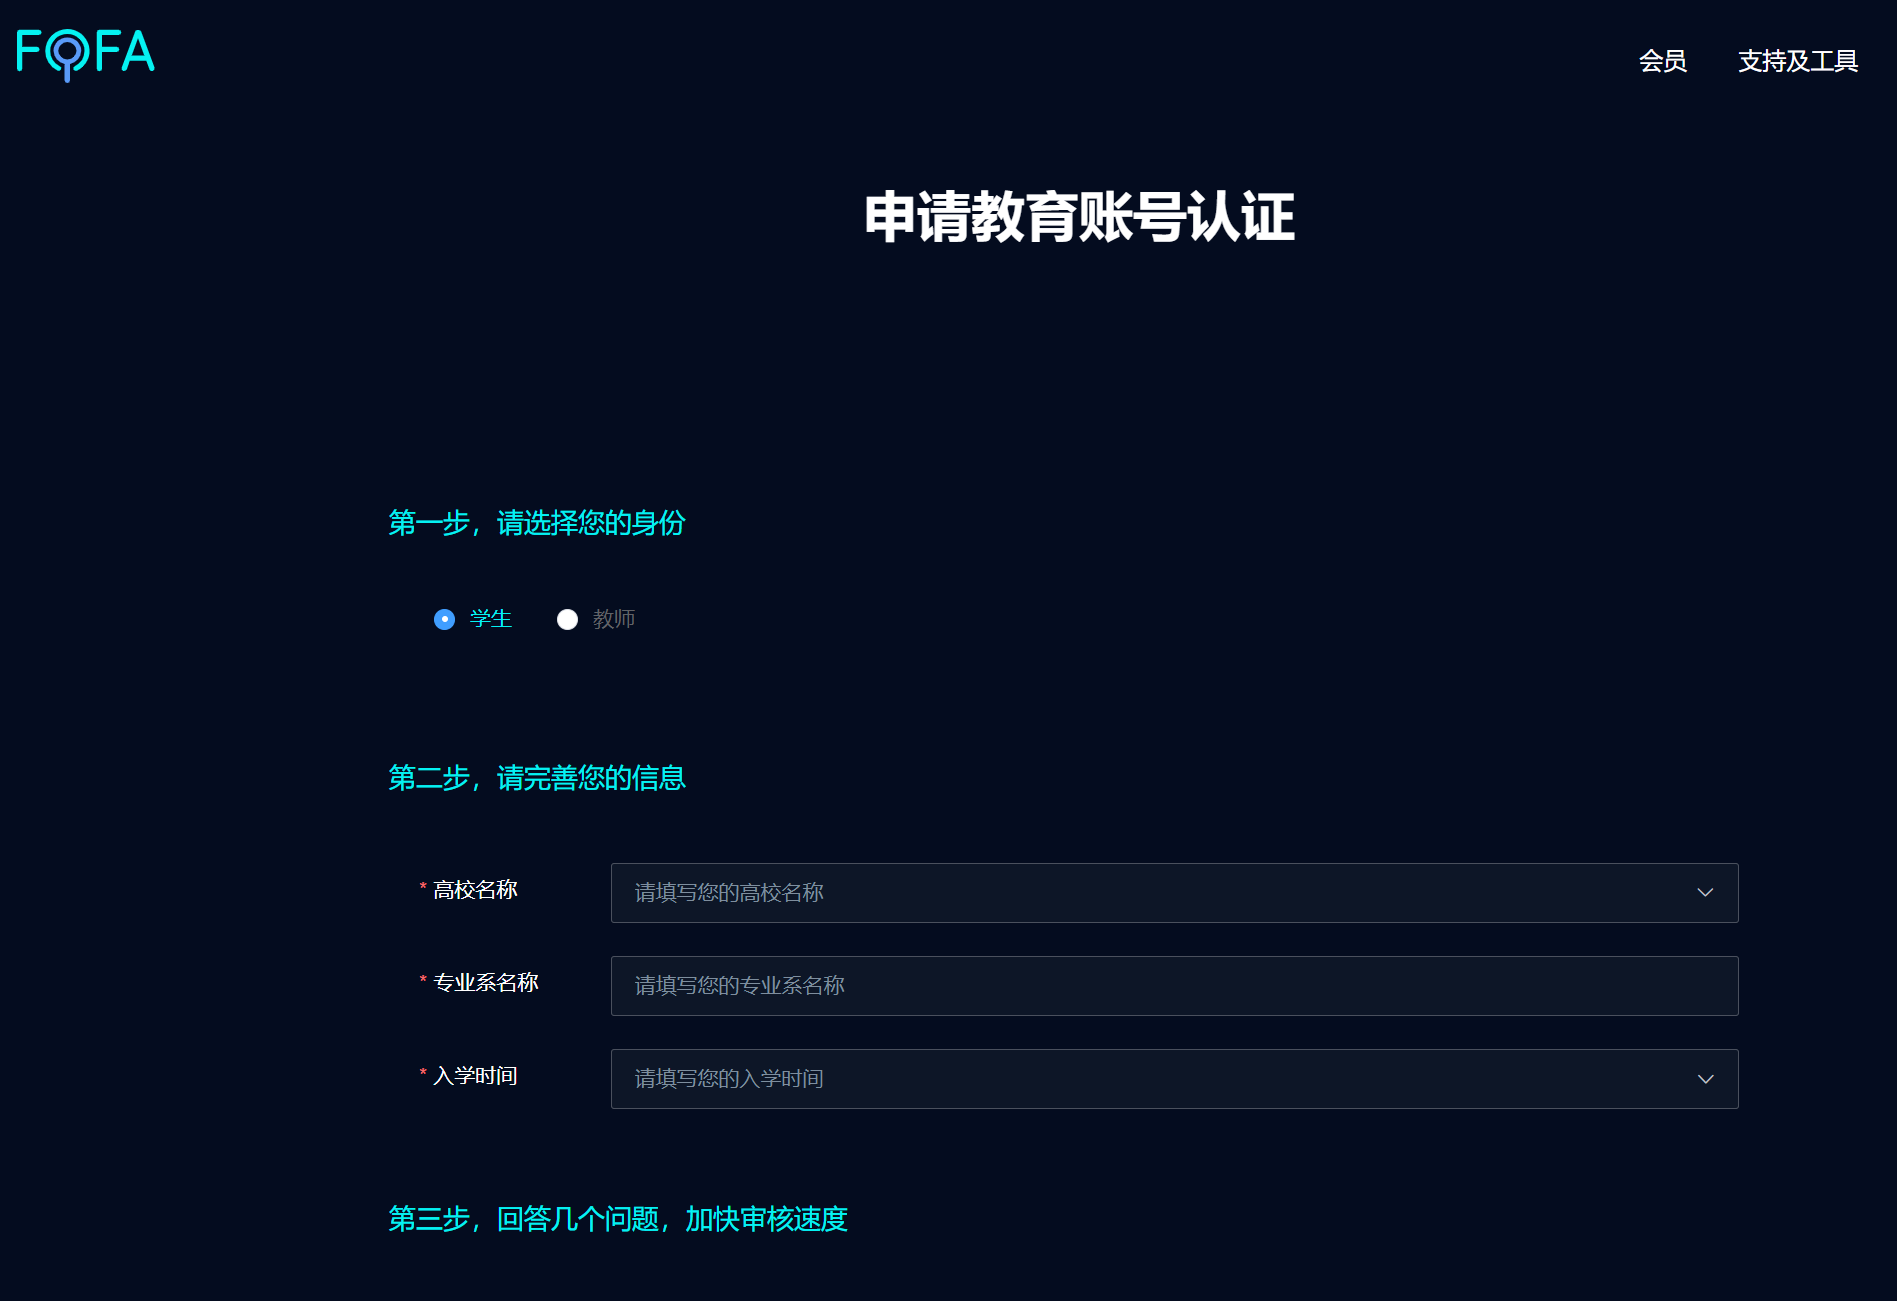 FOFA
会员
支持及工具
申请教育账号认证
第一步，请选择您的身份
学生
教师
第二步，请完善您的信息
* 高校名称
请填写您的高校名称
* 专业系名称
请填写您的专业系名称
* 入学时间
请填写您的入学时间
第三步，回答几个问题，加快审核速度